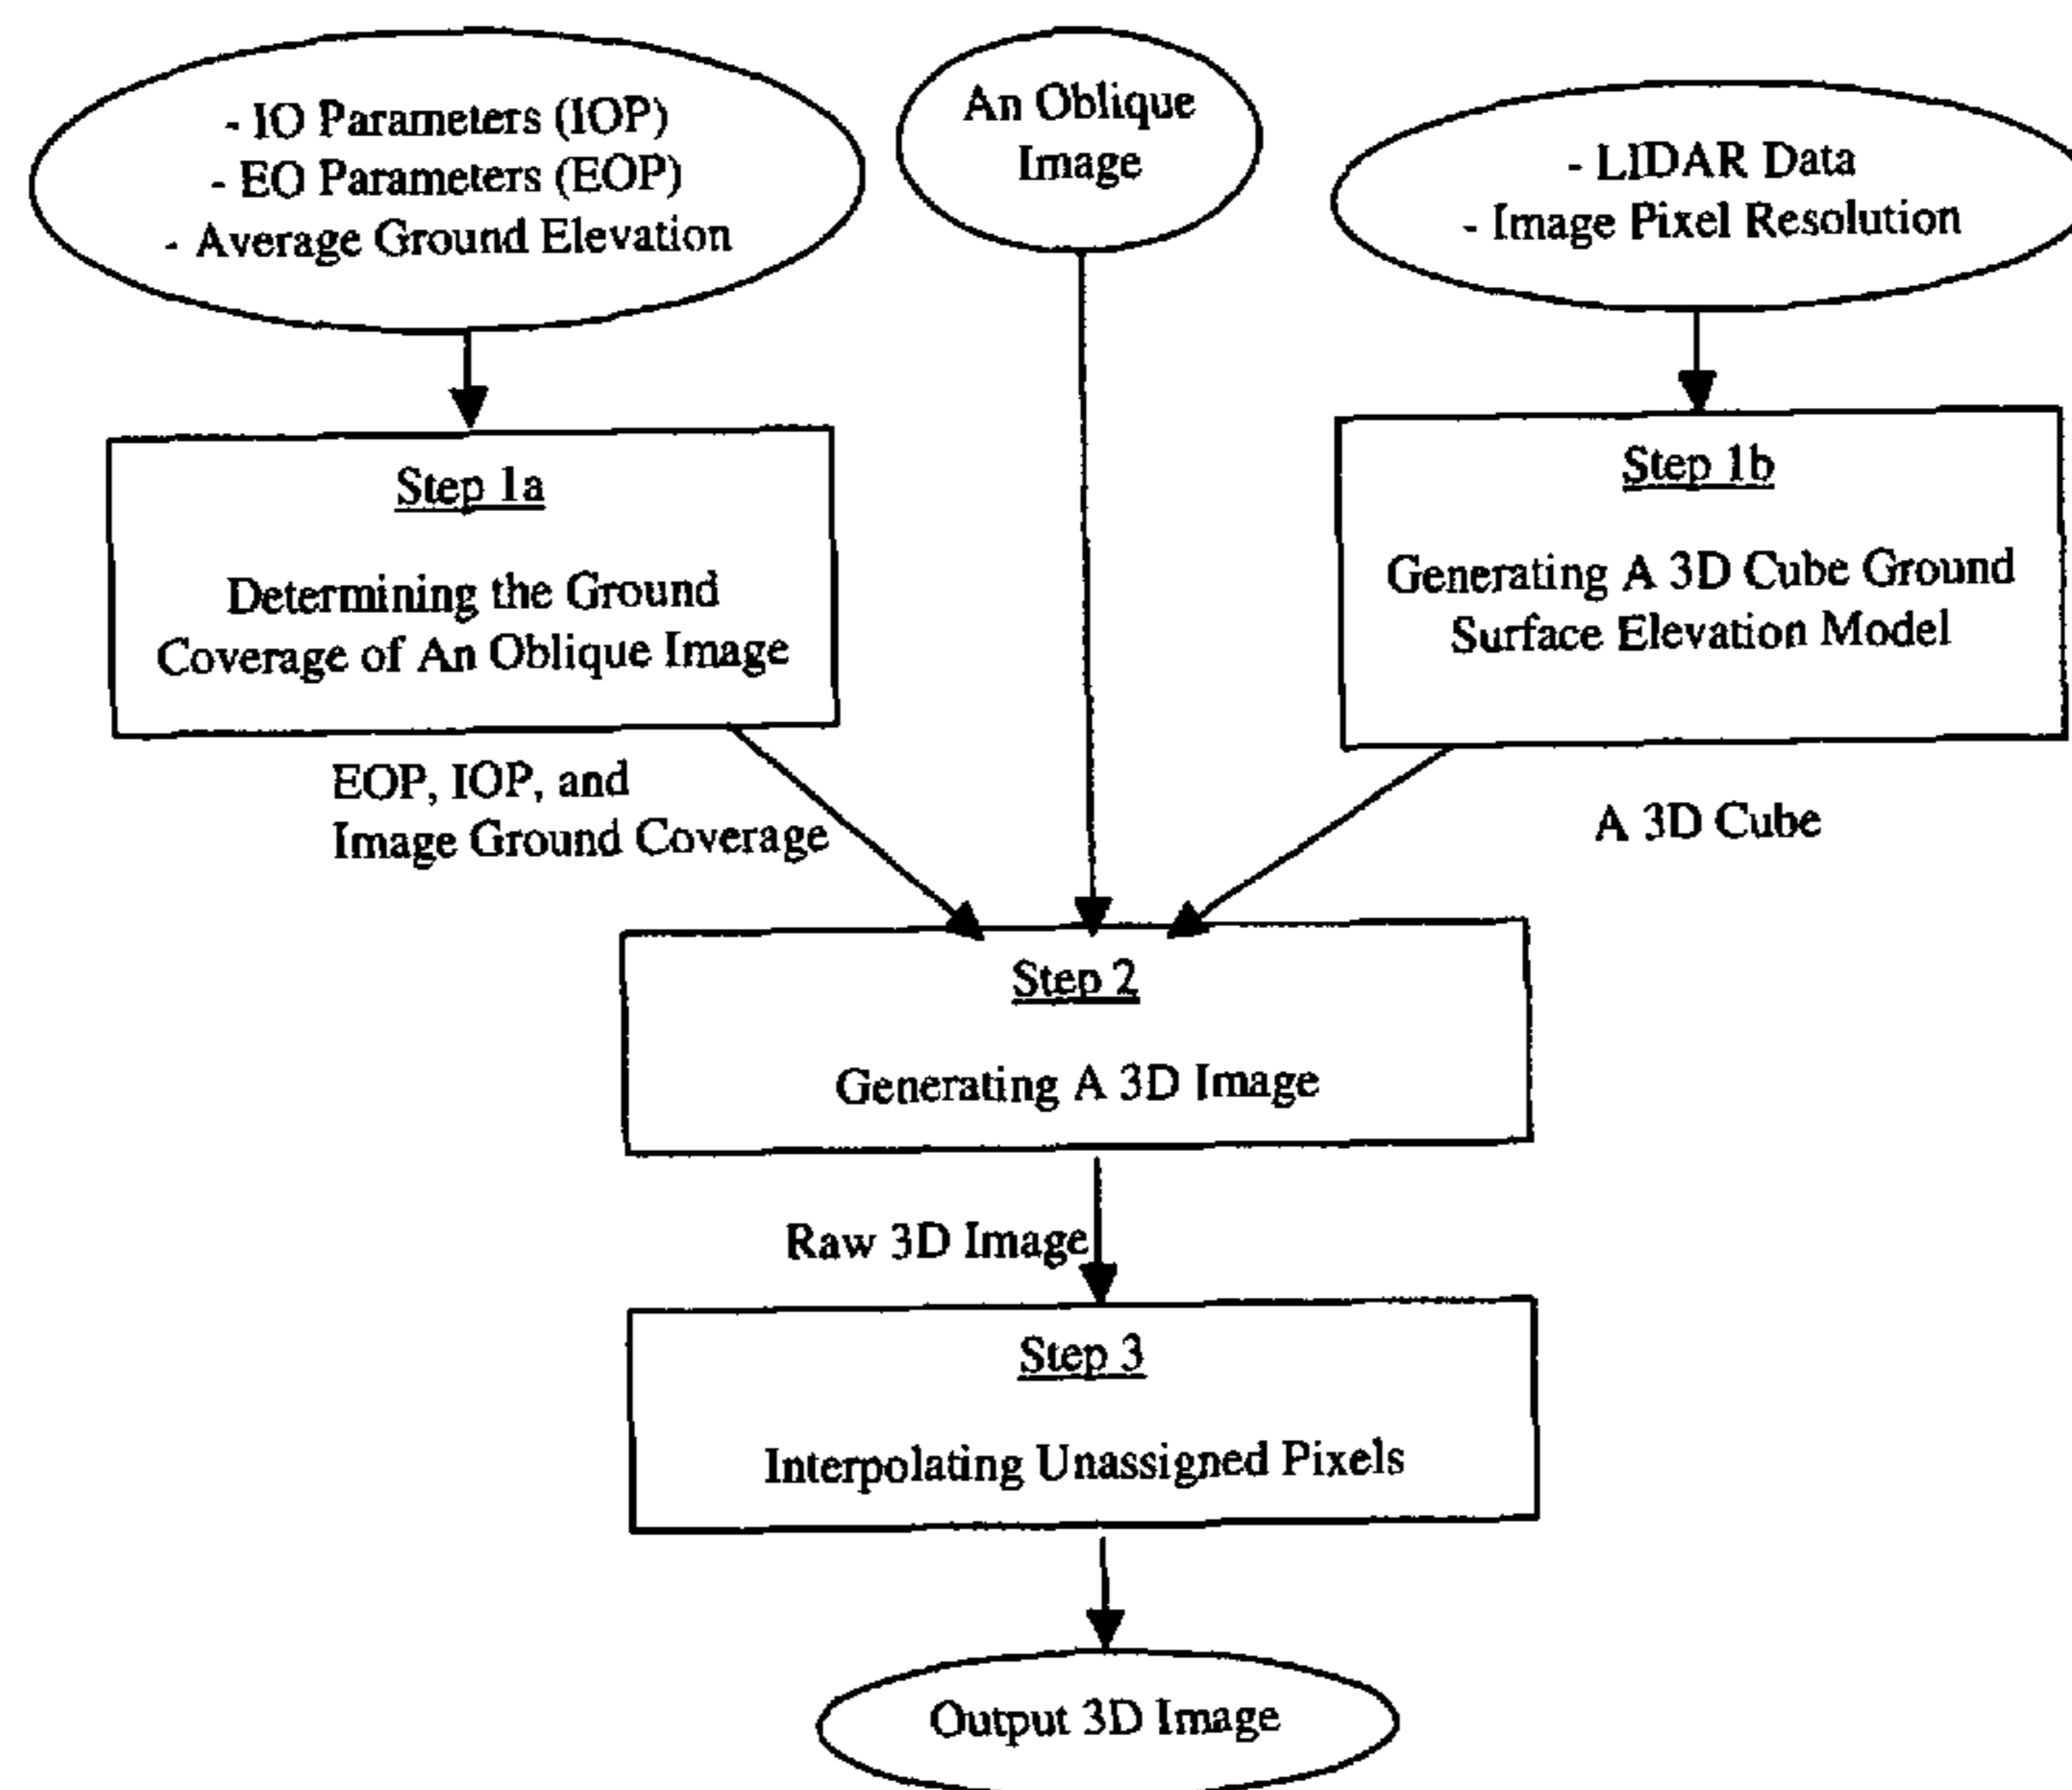 - IO Parameters (IOP)
- EO Parameters (EOP)
- Average Ground Elevation
An Oblique
Image
- LIDAR Data
- Image Pixel Resolution
Step 1a
Determining the Ground
Coverage of An Oblique Image
Step 1b
Generating A 3D Cube Ground
Surface Elevation Model
EOP, IOP, and
Image Ground Coverage
A 3D Cube
Step 2
Generating A 3D Image
Raw 3D Image
Step 3
Interpolating Unassigned Pixels
Output 3D Image